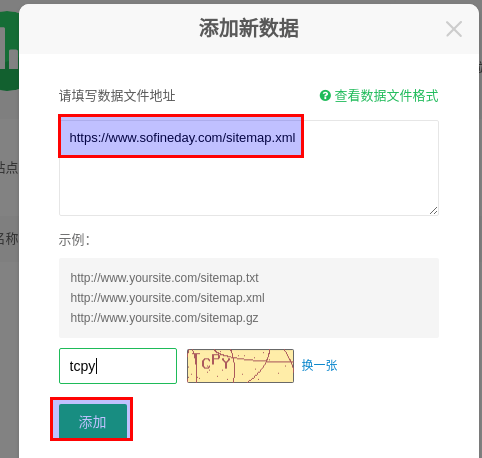 添加新数据
请填写数据文件地址
查看数据文件格式
站点
名称
https://www.sofineday.com/sitemap.xml
示例：
http://www.yoursite.com/sitemap.txt
http://www.yoursite.com/sitemap.xml
http://www.yoursite.com/sitemap.gz
tcpy
TCPY
换一张
添加